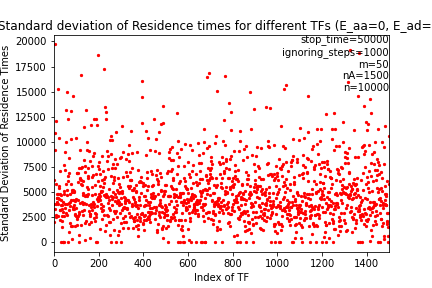 Standard deviation of Residence times for different TFs (E_aa=0, E_ad=
stop_time=50000
ignoring_steps=1000
m=50
nA=1500
n=10000
20000
17500
15000
12500
10000
7500
5000
2500
0
Standard Deviation of Residence Times
0 200 400 600 800 1000 1200 1400
Index of TF